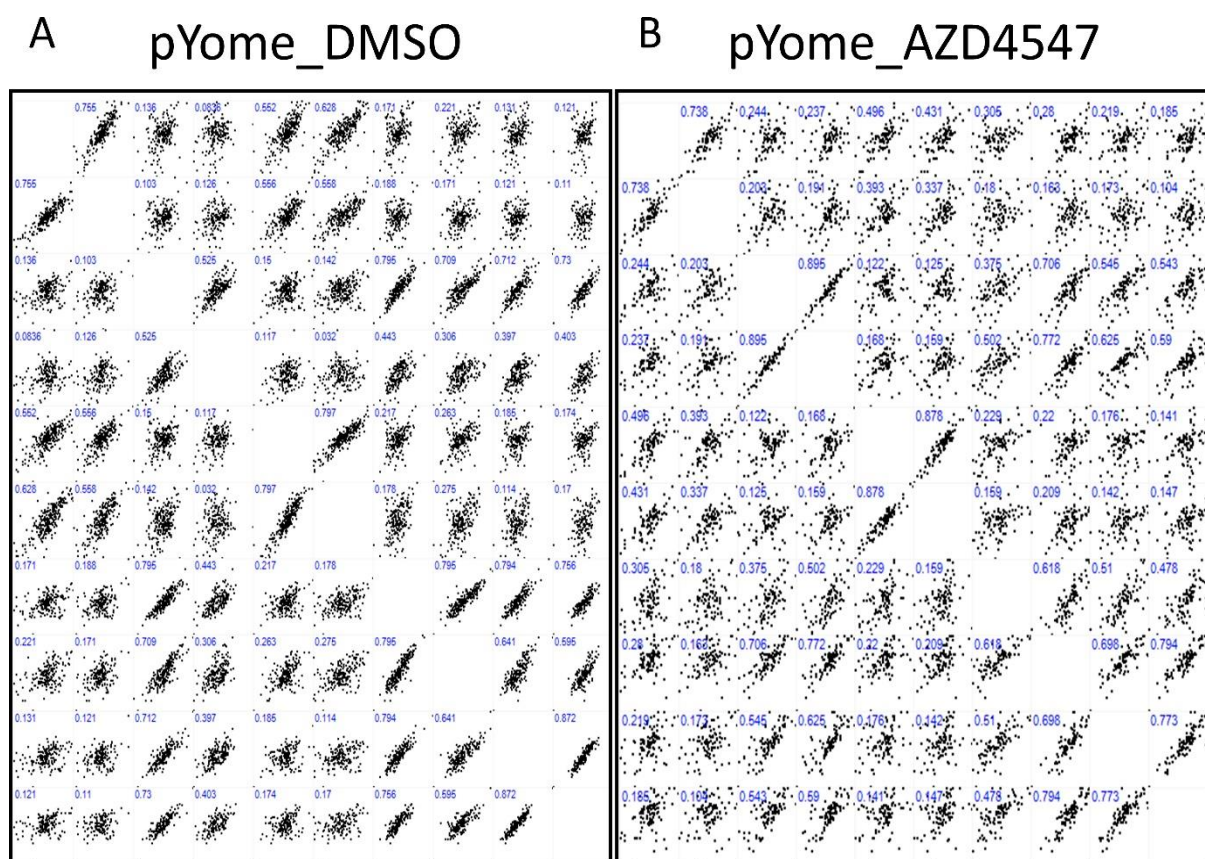 A
pYome_DMSO
B
pYome_AZD4547
0.755 0.136 0.0836 0.552 0.628 0.171 0.221 0.131 0.121
0.755 0.103 0.126 0.556 0.558 0.188 0.171 0.121 0.11
0.136 0.103 0.525 0.15 0.142 0.795 0.709 0.712 0.73
0.0836 0.126 0.525 0.117 0.032 0.443 0.306 0.397 0.403
0.552 0.556 0.15 0.117 0.797 0.217 0.263 0.185 0.174
0.628 0.558 0.142 0.032 0.797 0.178 0.275 0.114 0.17
0.171 0.188 0.795 0.443 0.217 0.178 0.795 0.794 0.756
0.221 0.171 0.709 0.306 0.263 0.275 0.795 0.641 0.595
0.131 0.121 0.712 0.397 0.185 0.114 0.794 0.641 0.872
0.121 0.11 0.73 0.403 0.174 0.17 0.756 0.595 0.872
0.738 0.244 0.237 0.496 0.431 0.305 0.28 0.219 0.185
0.738 0.203 0.191 0.393 0.337 0.18 0.163 0.173 0.104
0.244 0.203 0.895 0.122 0.125 0.375 0.706 0.545 0.543
0.237 0.191 0.895 0.168 0.159 0.502 0.772 0.625 0.59
0.496 0.393 0.122 0.168 0.878 0.229 0.22 0.176 0.141
0.431 0.337 0.125 0.159 0.878 0.159 0.209 0.142 0.147
0.305 0.18 0.375 0.502 0.229 0.159 0.618 0.51 0.478
0.28 0.163 0.706 0.772 0.22 0.209 0.618 0.698 0.794
0.219 0.173 0.545 0.625 0.176 0.142 0.51 0.698 0.773
0.185 0.104 0.543 0.59 0.141 0.147 0.478 0.794 0.773